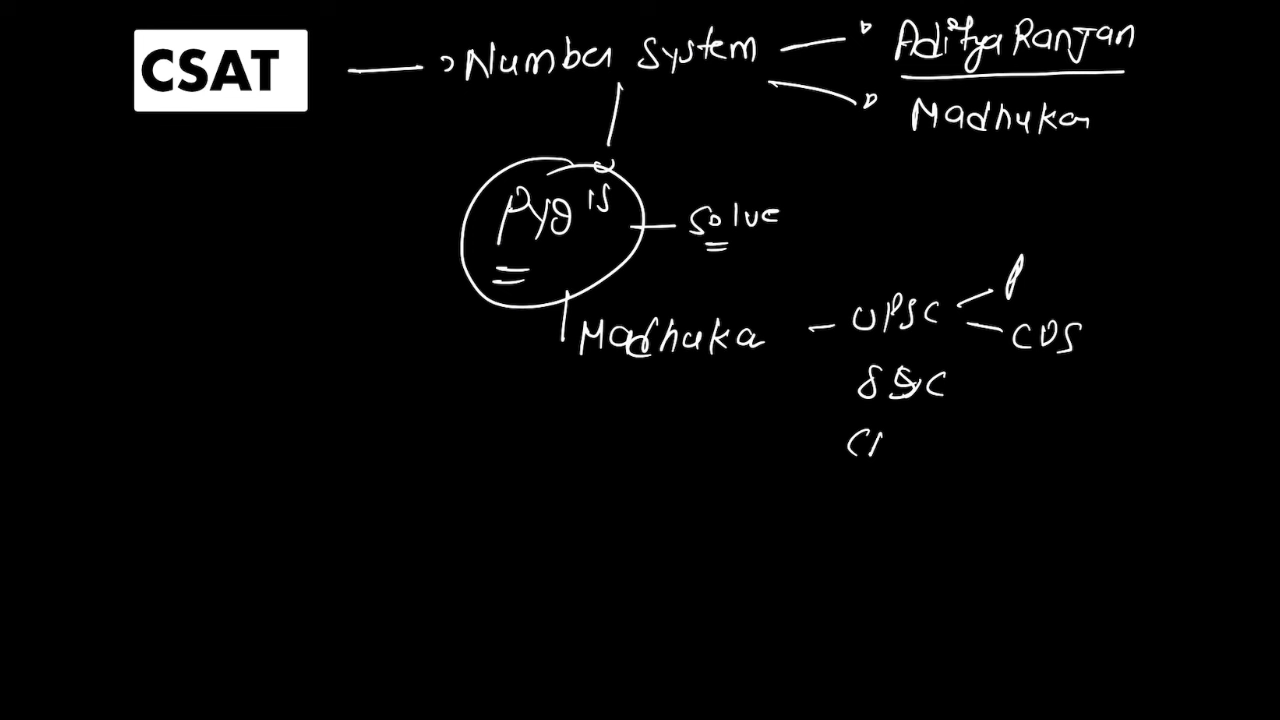 CSAT
Number System
Aditya Ranjan
Madhukar
PYQ's
Solve
Madhukar
UPSC
CDS
SSC